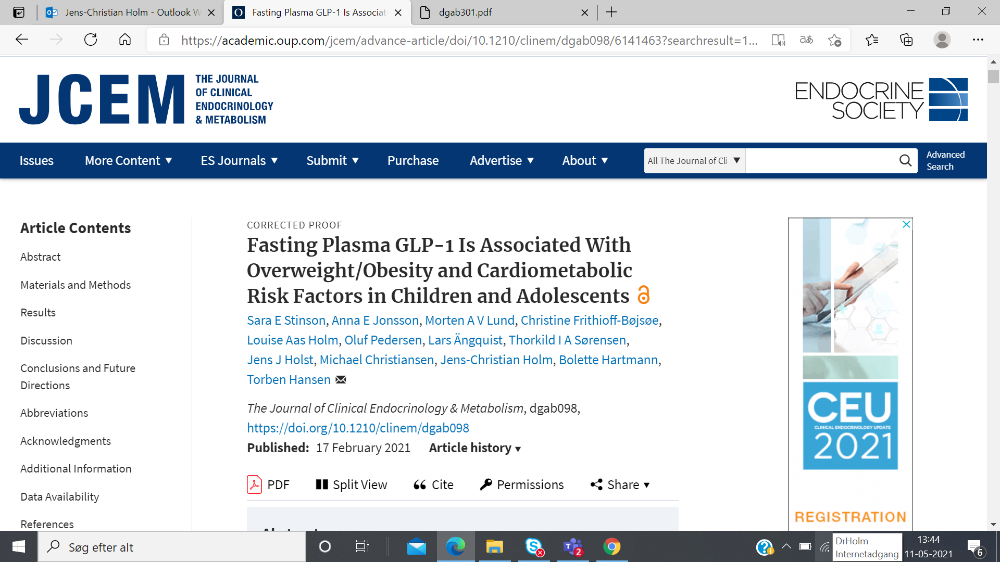 Jens-Christian Holm - Outlook W
Fasting Plasma GLP-1 Is Associat
dgab301.pdf
https://academic.oup.com/jcem/advance-article/doi/10.1210/clinem/dgab098/6141463?searchresult=1...
JCEM
THE JOURNAL
OF CLINICAL
ENDOCRINOLOGY
& METABOLISM
ENDOCRINE
SOCIETY
Issues
More Content
ES Journals
Submit
Purchase
Advertise
About
All The Journal of Cli
Advanced
Search
Article Contents
Abstract
Materials and Methods
Results
Discussion
Conclusions and Future
Directions
Abbreviations
Acknowledgments
Additional Information
Data Availability
References
CORRECTED PROOF
Fasting Plasma GLP-1 Is Associated With
Overweight/Obesity and Cardiometabolic
Risk Factors in Children and Adolescents
Sara E Stinson, Anna E Jonsson, Morten A V Lund, Christine Frithioff-Bøjsøe,
Louise Aas Holm, Oluf Pedersen, Lars Ängquist, Thorkild I A Sørensen,
Jens J Holst, Michael Christiansen, Jens-Christian Holm, Bolette Hartmann,
Torben Hansen
The Journal of Clinical Endocrinology & Metabolism, dgab098,
https://doi.org/10.1210/clinem/dgab098
Published: 17 February 2021 Article history
PDF
Split View
Cite
Permissions
Share
CEU
CLINICAL ENDOCRINOLOGY UPDATE
2021
REGISTRATION
Søg efter alt
2
DrHolm
Internetadgang
13:44
11-05-2021
6